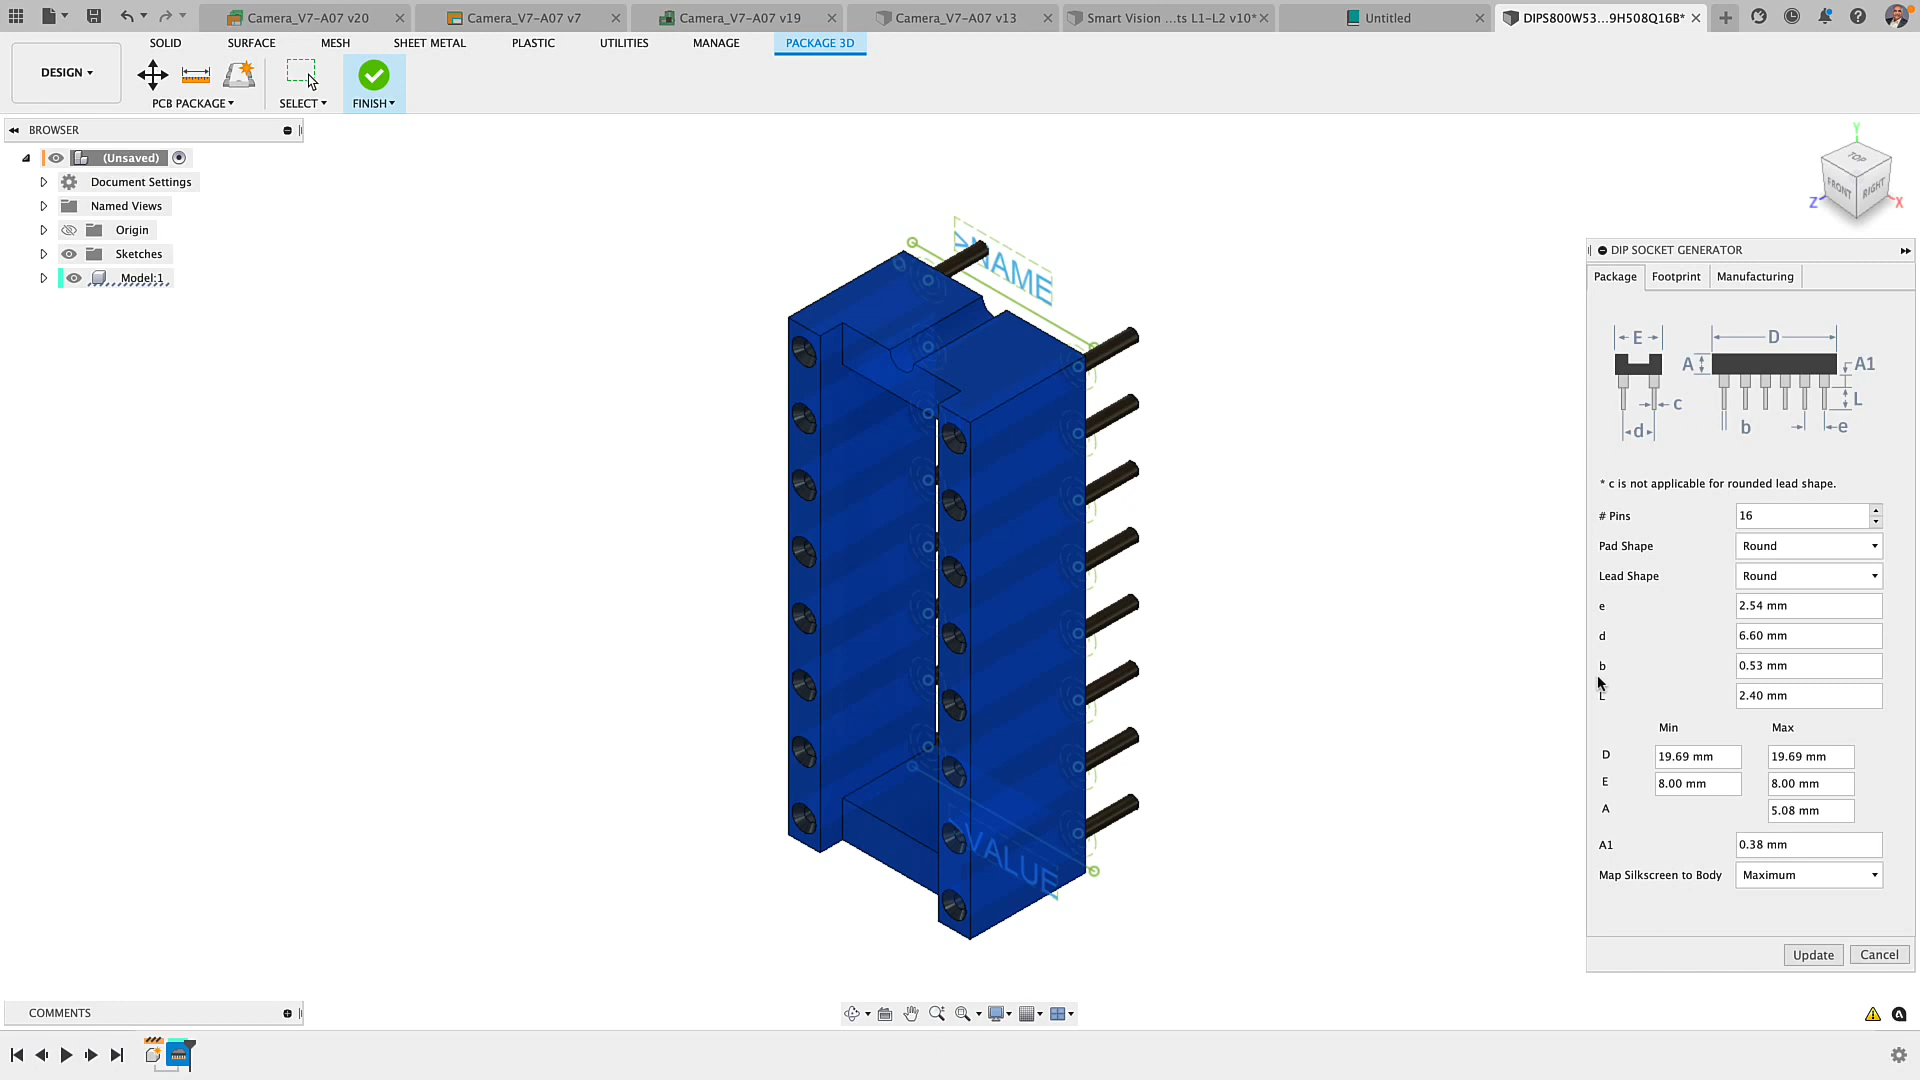 Camera_V7-A07 v20
Camera_V7-A07 v7
Camera_V7-A07 v19
Camera_V7-A07 v13
Smart Vision ...ts L1-L2 v10*
Untitled
DIPS800W53...9H508Q16B*
SOLID
SURFACE
MESH
SHEET METAL
PLASTIC
UTILITIES
MANAGE
PACKAGE 3D
DESIGN
PCB PACKAGE
SELECT
FINISH
BROWSER
(Unsaved)
Document Settings
Named Views
Origin
Sketches
Model:1
>NAME
>VALUE
Y
TOP
FRONT
RIGHT
Z
X
DIP SOCKET GENERATOR
Package
Footprint
Manufacturing
E
D
A
A1
c
L
d
b
e
* c is not applicable for rounded lead shape.
# Pins
16
Pad Shape
Round
Lead Shape
Round
e
2.54 mm
d
6.60 mm
b
0.53 mm
L
2.40 mm
Min
Max
D
19.69 mm
19.69 mm
E
8.00 mm
8.00 mm
A
5.08 mm
A1
0.38 mm
Map Silkscreen to Body
Maximum
Update
Cancel
COMMENTS